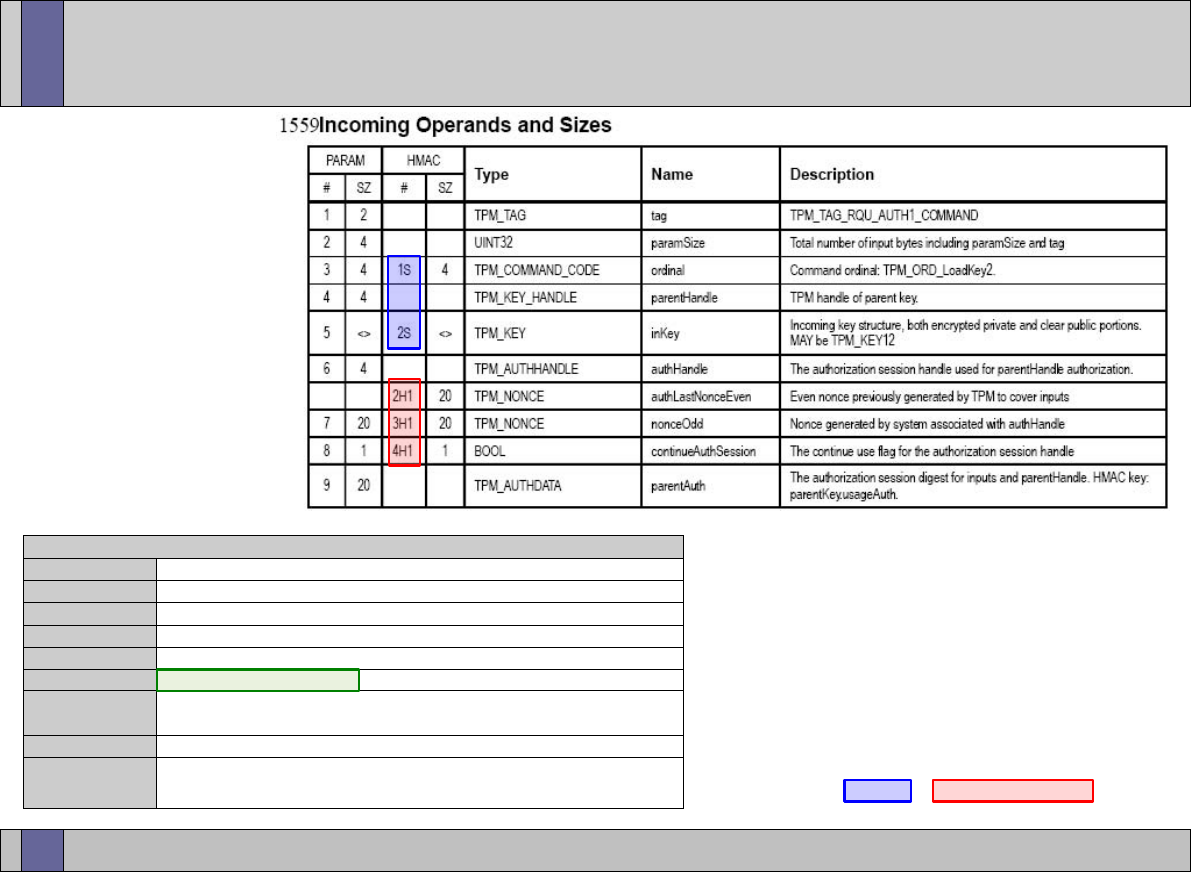 1559Incoming Operands and Sizes
PARAM HMAC Type Name Description
# SZ # SZ
1 2 TPM_TAG tag TPM_TAG_RQU_AUTH1_COMMAND
2 4 UINT32 paramSize Total number of input bytes including paramSize and tag
3 4 1S 4 TPM_COMMAND_CODE ordinal Command ordinal: TPM_ORD_LoadKey2.
4 4 TPM_KEY_HANDLE parentHandle TPM handle of parent key.
5 <> 2S <> TPM_KEY inKey Incoming key structure, both encrypted private and clear public portions.
MAY be TPM_KEY12
6 4 TPM_AUTHHANDLE authHandle The authorization session handle used for parentHandle authorization.
2H1 20 TPM_NONCE authLastNonceEven Even nonce previously generated by TPM to cover inputs
7 20 3H1 20 TPM_NONCE nonceOdd Nonce generated by system associated with authHandle
8 1 4H1 1 BOOL continueAuthSession The continue use flag for the authorization session handle
9 20 TPM_AUTHDATA parentAuth The authorization session digest for inputs and parentHandle. HMAC key:
parentKey.usageAuth.